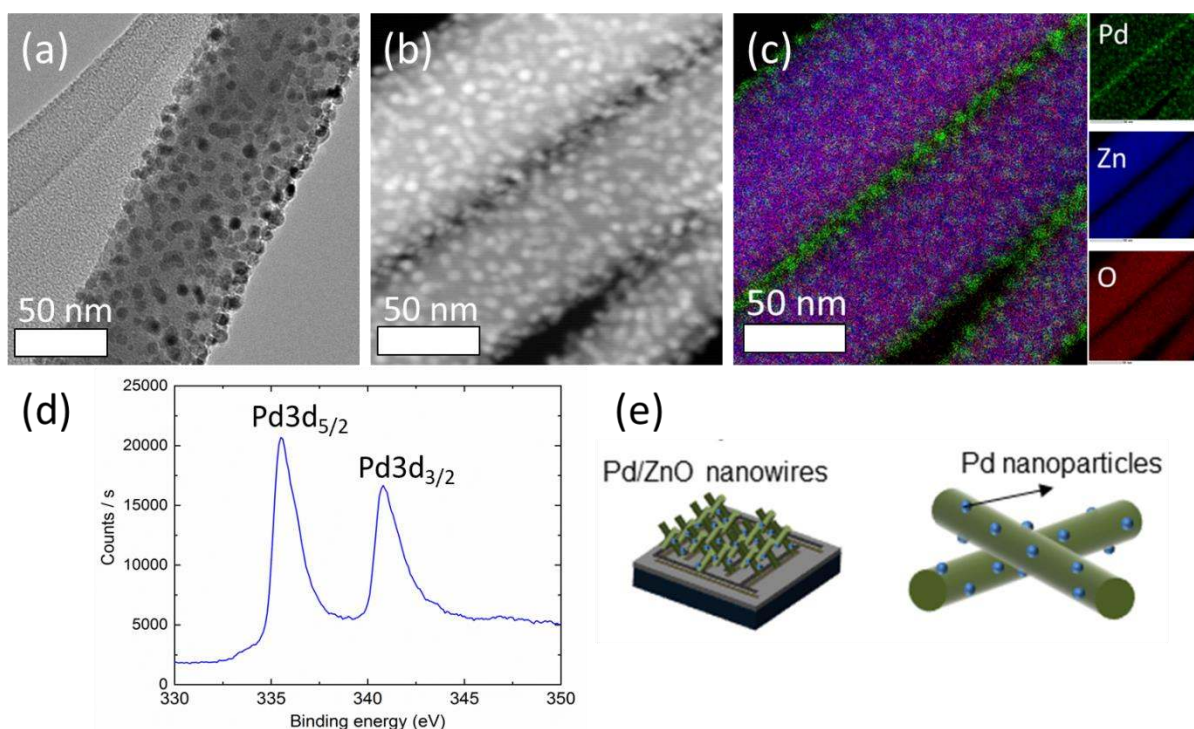 (a)
50 nm
(b)
50 nm
(c)
50 nm
Pd
Zn
O
(d)
25000
20000
15000
10000
5000
0
Counts / s
Pd3d5/2
Pd3d3/2
330
335
340
345
350
Binding energy (eV)
(e)
Pd/ZnO nanowires
Pd nanoparticles